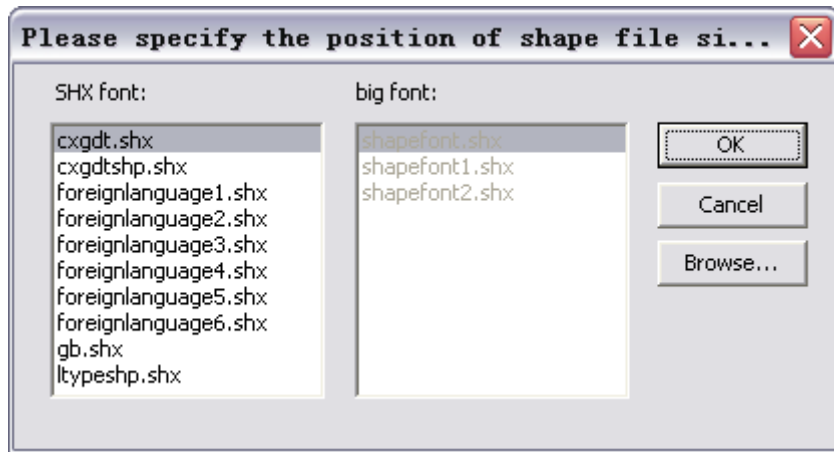 Please specify the position of shape file si...
SHX font:
cxgdt.shx
cxgdtshp.shx
foreignlanguage1.shx
foreignlanguage2.shx
foreignlanguage3.shx
foreignlanguage4.shx
foreignlanguage5.shx
foreignlanguage6.shx
gb.shx
ltypeshp.shx
big font:
shapefont.shx
shapefont1.shx
shapefont2.shx
OK
Cancel
Browse...